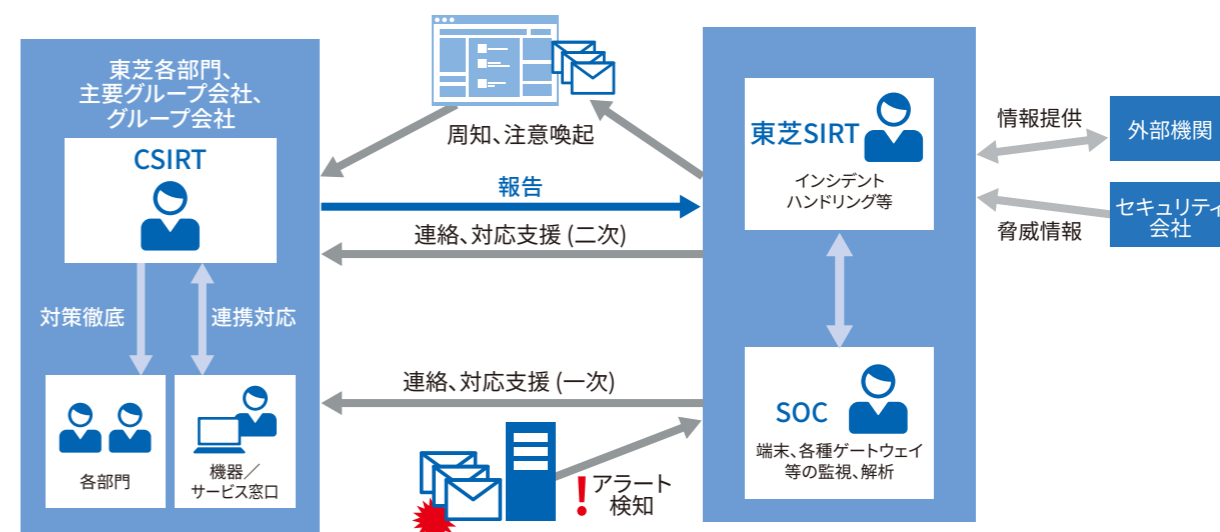 東芝各部門、
主要グループ会社、
グループ会社
CSIRT
対策徹底
連携対応
各部門
機器／
サービス窓口
周知、注意喚起
報告
連絡、対応支援 (二次)
連絡、対応支援 (一次)
!
アラート
検知
東芝SIRT
インシデント
ハンドリング等
SOC
端末、各種ゲートウェイ
等の監視、解析
情報提供
外部機関
脅威情報
セキュリティ
会社